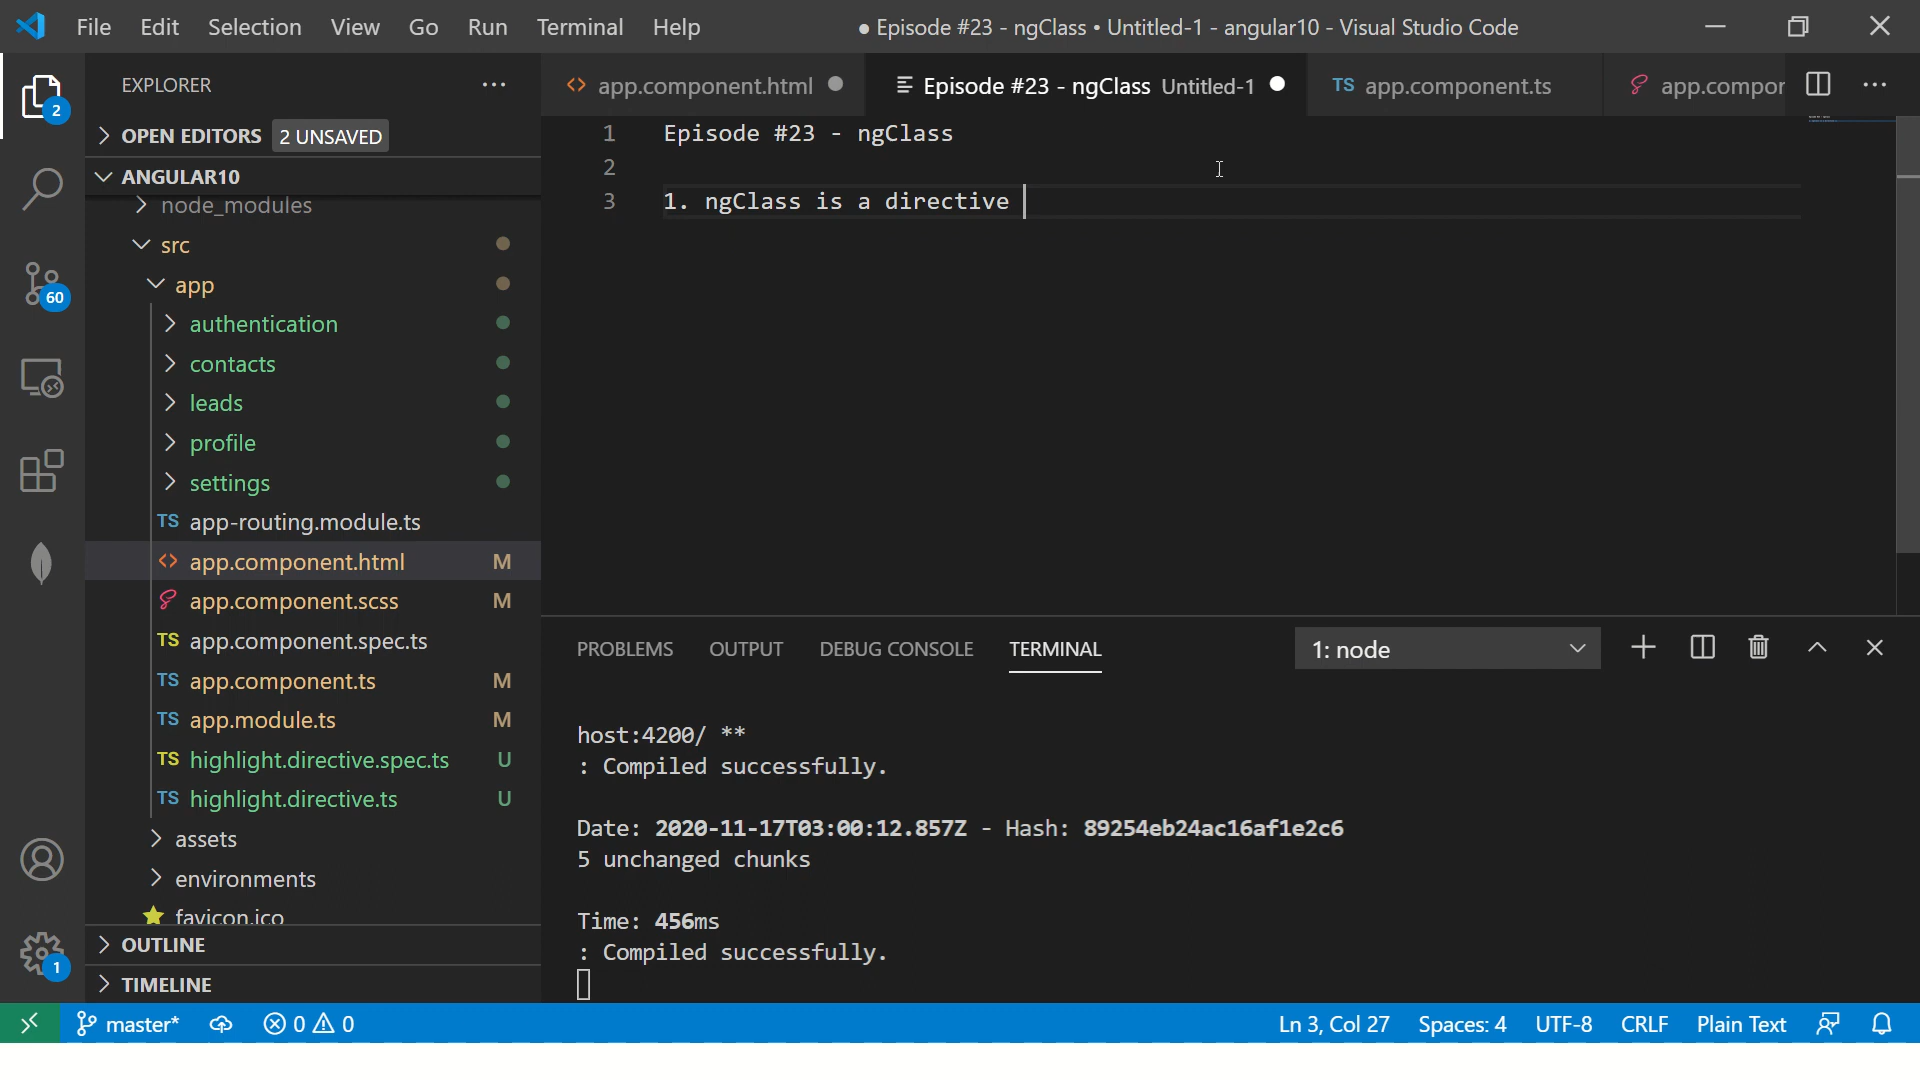 File Edit Selection View Go Run Terminal Help
● Episode #23 - ngClass • Untitled-1 - angular10 - Visual Studio Code
EXPLORER
2
OPEN EDITORS 2 UNSAVED
ANGULAR10
node_modules
src
app
authentication
contacts
leads
profile
settings
TS app-routing.module.ts
<> app.component.html M
app.component.scss M
TS app.component.spec.ts
TS app.component.ts M
TS app.module.ts M
TS highlight.directive.spec.ts U
TS highlight.directive.ts U
assets
environments
favicon.ico
OUTLINE
TIMELINE
60
1
<> app.component.html
Episode #23 - ngClass Untitled-1
TS app.component.ts
app.compor
1 Episode #23 - ngClass
2
3 1. ngClass is a directive
PROBLEMS OUTPUT DEBUG CONSOLE TERMINAL
1: node
host:4200/ **
: Compiled successfully.
Date: 2020-11-17T03:00:12.857Z - Hash: 89254eb24ac16af1e2c6
5 unchanged chunks
Time: 456ms
: Compiled successfully.
master* 0 0
Ln 3, Col 27 Spaces: 4 UTF-8 CRLF Plain Text